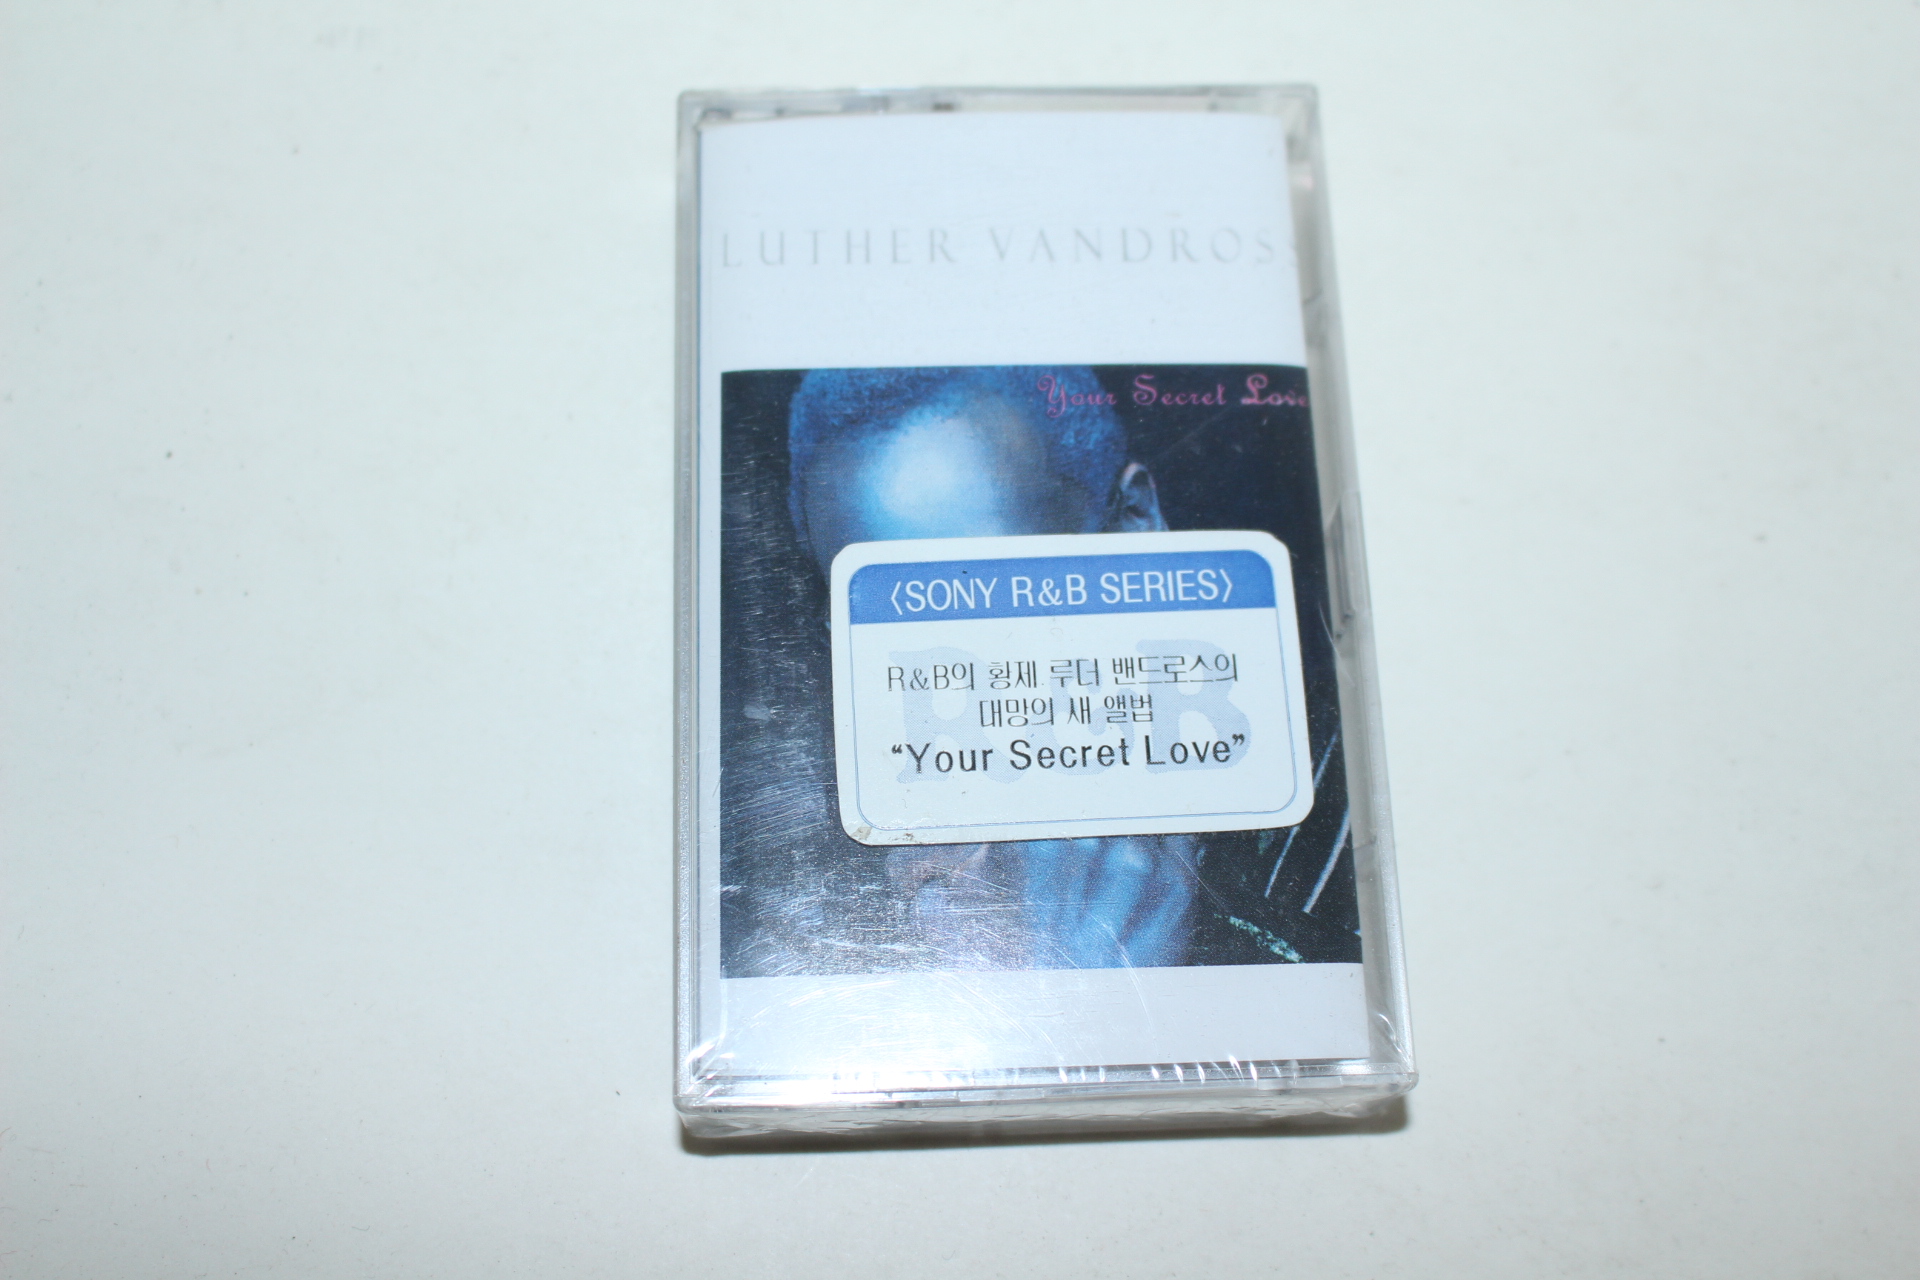 LUTHER VANDROSS
Your Secret Love
〈SONY R&B SERIES〉
R&B
R&B의 황제 루더 밴드로스의
대망의 새 앨범
“Your Secret Love”